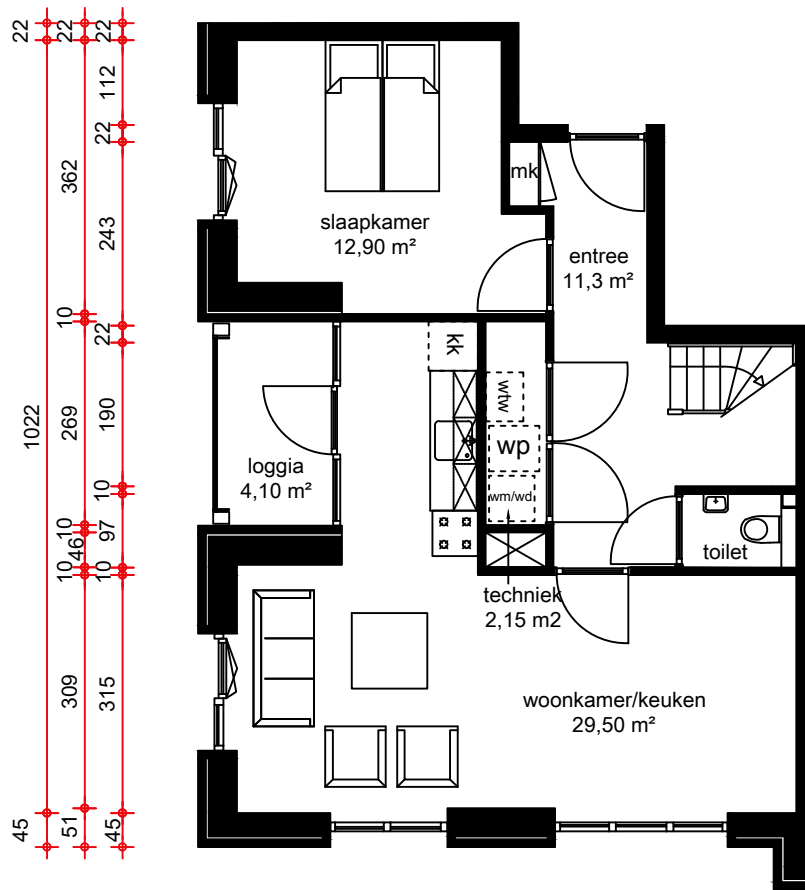 22
22
22
112
22
362
243
10
22
1022
269
190
10
10
97
46
10
10
309
315
45
51
45
mk
slaapkamer
12,90 m²
entree
11,3 m²
kk
wtw
wp
wm/wd
loggia
4,10 m²
toilet
techniek
2,15 m2
woonkamer/keuken
29,50 m²